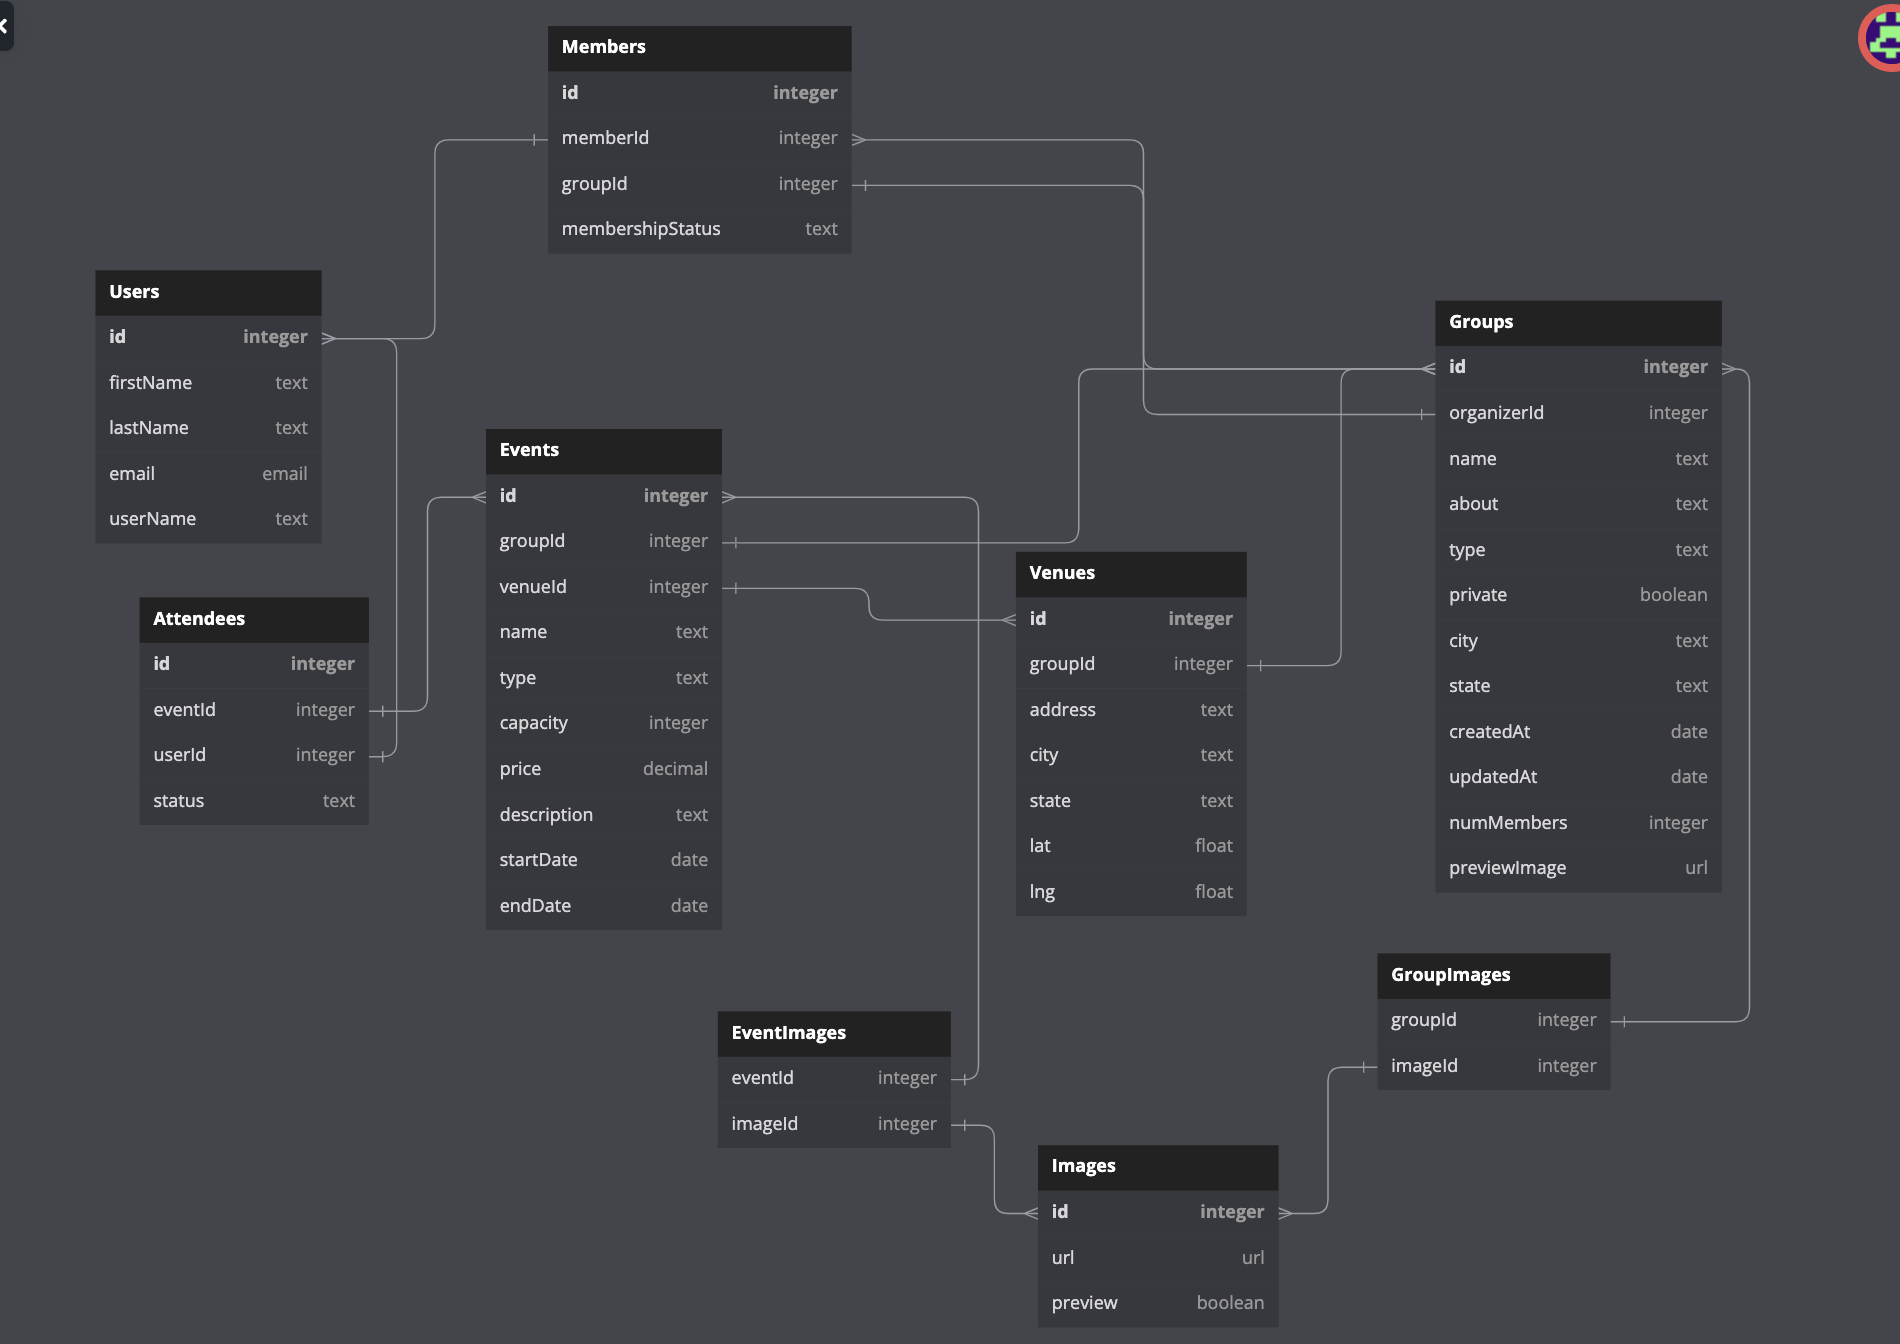 Members
id integer
memberId integer
groupId integer
membershipStatus text
Users
id integer
firstName text
lastName text
email email
userName text
Groups
id integer
organizerId integer
name text
about text
type text
private boolean
city text
state text
createdAt date
updatedAt date
numMembers integer
previewImage url
Events
id integer
groupId integer
venueId integer
name text
type text
capacity integer
price decimal
description text
startDate date
endDate date
Venues
id integer
groupId integer
address text
city text
state text
lat float
lng float
Attendees
id integer
eventId integer
userId integer
status text
GroupImages
groupId integer
imageId integer
EventImages
eventId integer
imageId integer
Images
id integer
url url
preview boolean